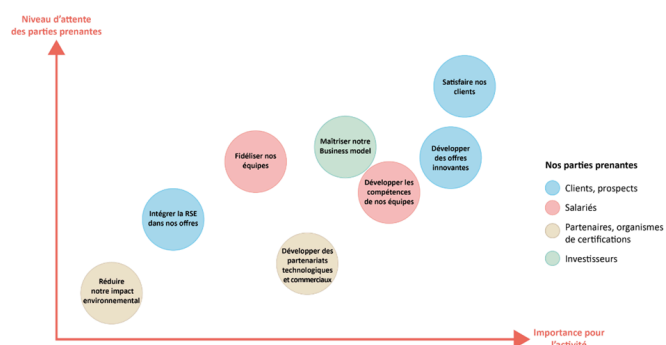 Niveau d'attente
des parties prenantes
Satisfaire nos
clients
Maîtriser notre
Business model
Développer
des offres
innovantes
Fidéliser nos
équipes
Développer les
compétences
de nos équipes
Intégrer la RSE
dans nos offres
Développer des
partenariats
technologiques
et commerciaux
Réduire
notre impact
environnemental
Nos parties prenantes
Clients, prospects
Salariés
Partenaires, organismes
de certifications
Investisseurs
Importance pour
l'activité